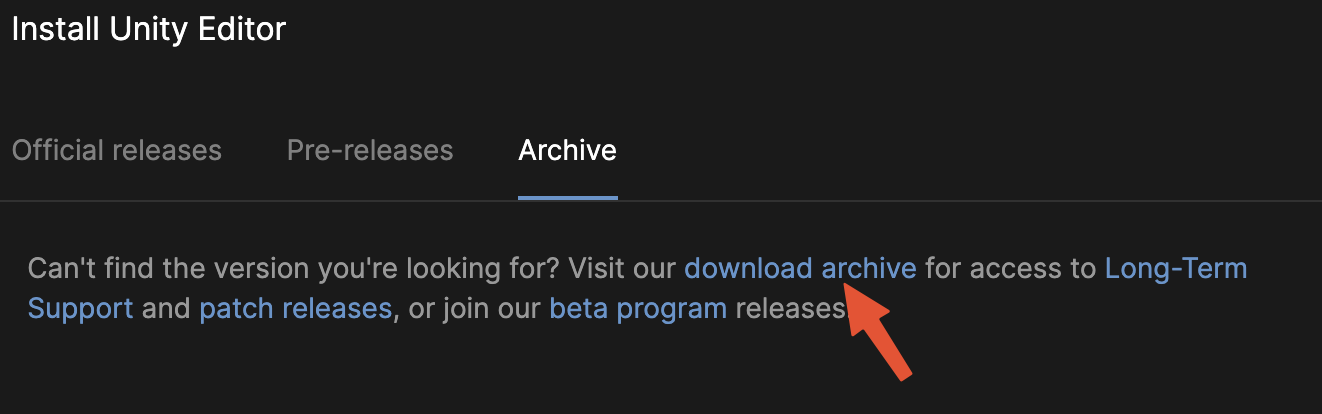 Install Unity Editor
Official releases Pre-releases Archive
Can't find the version you're looking for? Visit our download archive for access to Long-Term
Support and patch releases, or join our beta program releases.